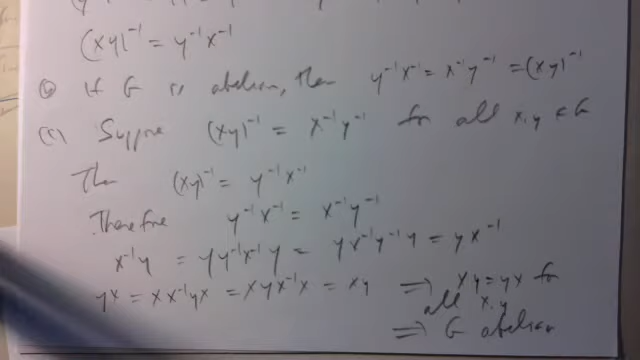 (xy)⁻¹ = y⁻¹x⁻¹
(b) If G is abelian, then y⁻¹x⁻¹ = x⁻¹y⁻¹ = (xy)⁻¹
(c) Suppose (xy)⁻¹ = x⁻¹y⁻¹ for all x,y ∈ G
Then (xy)⁻¹ = y⁻¹x⁻¹
Therefore y⁻¹x⁻¹ = x⁻¹y⁻¹
x⁻¹y = yy⁻¹x⁻¹y = yx⁻¹y⁻¹y = yx⁻¹
yx = xx⁻¹yx = xyx⁻¹x = xy ⟹ xy = yx for
all x,y
⟹ G abelian